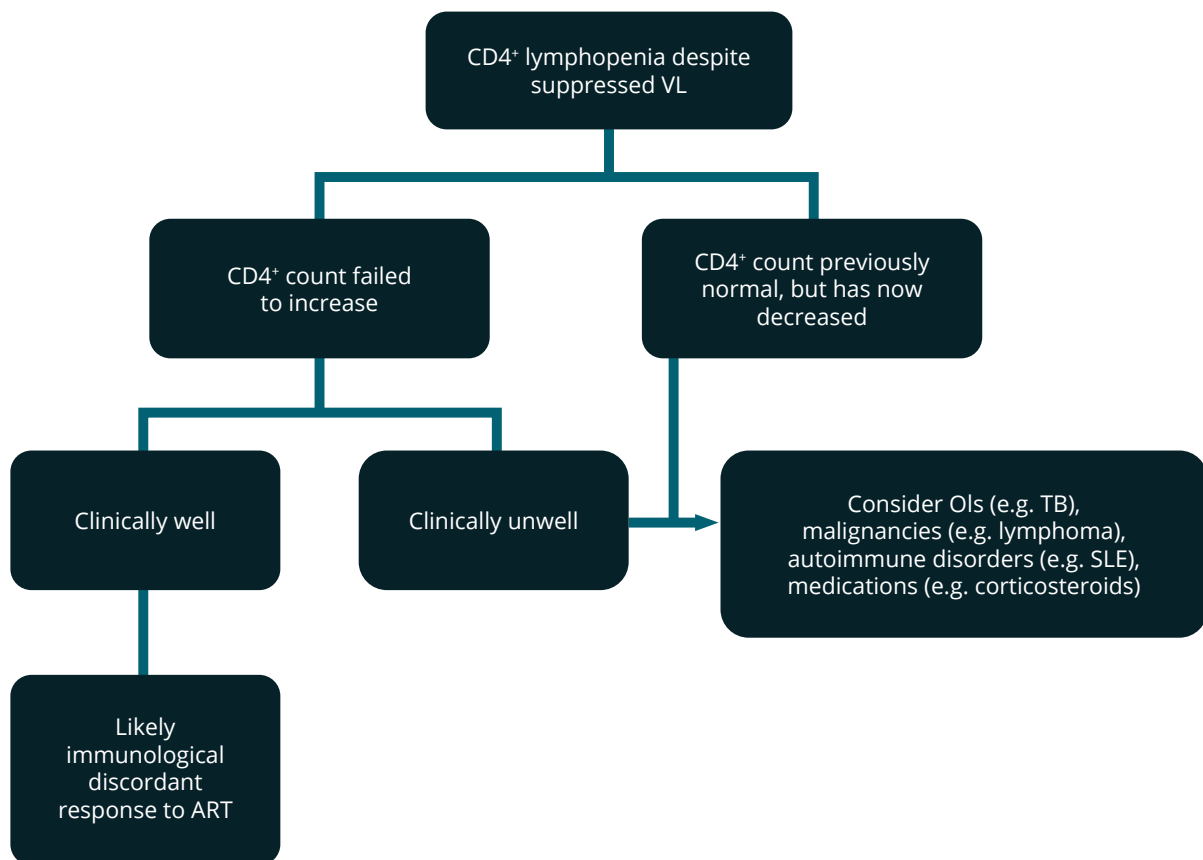 CD4⁺ lymphopenia despite
suppressed VL
CD4⁺ count failed
to increase
CD4⁺ count previously
normal, but has now
decreased
Clinically well
Clinically unwell
Consider OIs (e.g. TB),
malignancies (e.g. lymphoma),
autoimmune disorders (e.g. SLE),
medications (e.g. corticosteroids)
Likely
immunological
discordant
response to ART